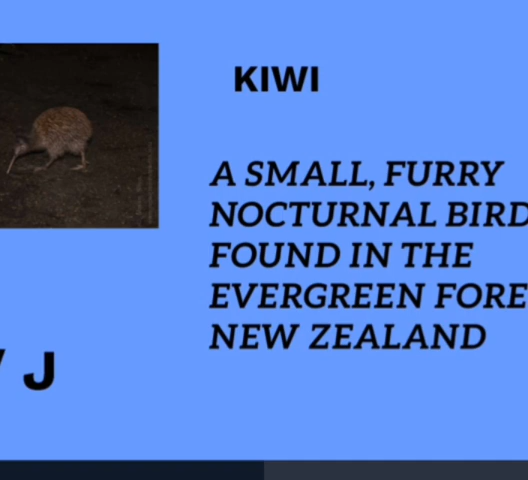 KIWI
A SMALL, FURRY
NOCTURNAL BIRD
FOUND IN THE
EVERGREEN FORE
NEW ZEALAND
J